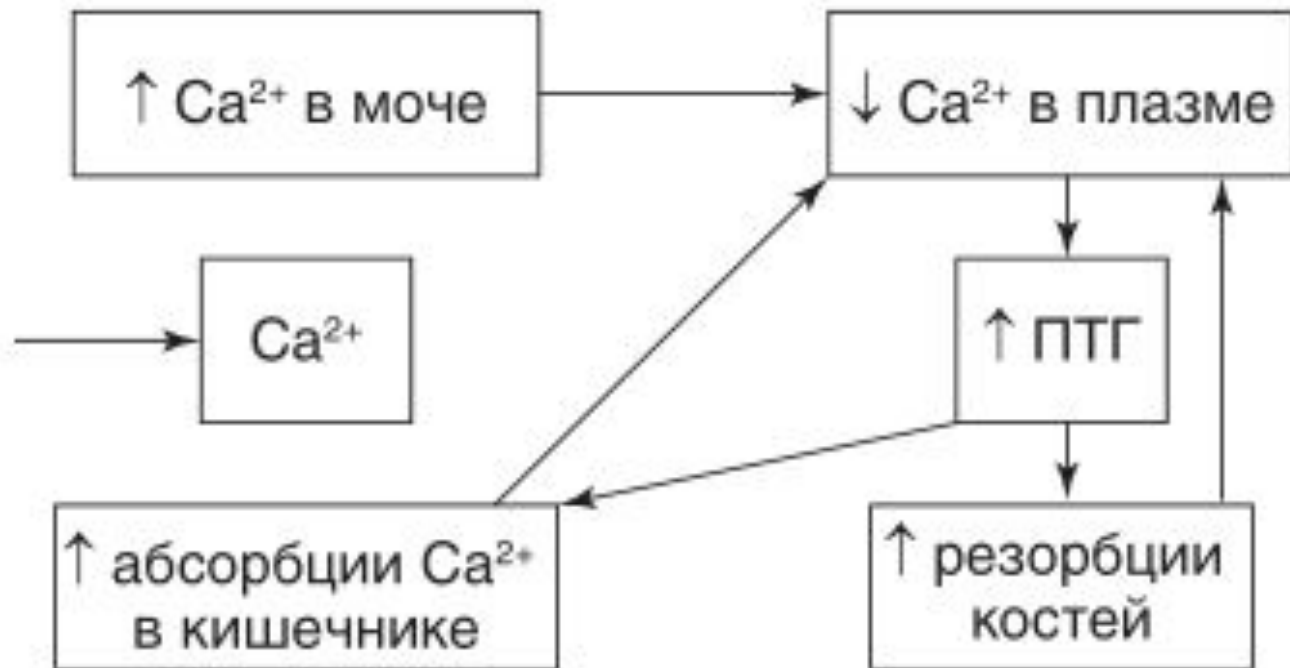 ↑ Ca²⁺ в моче
↓ Ca²⁺ в плазме
Ca²⁺
↑ ПТГ
↑ абсорбции Ca²⁺
в кишечнике
↑ резорбции
костей